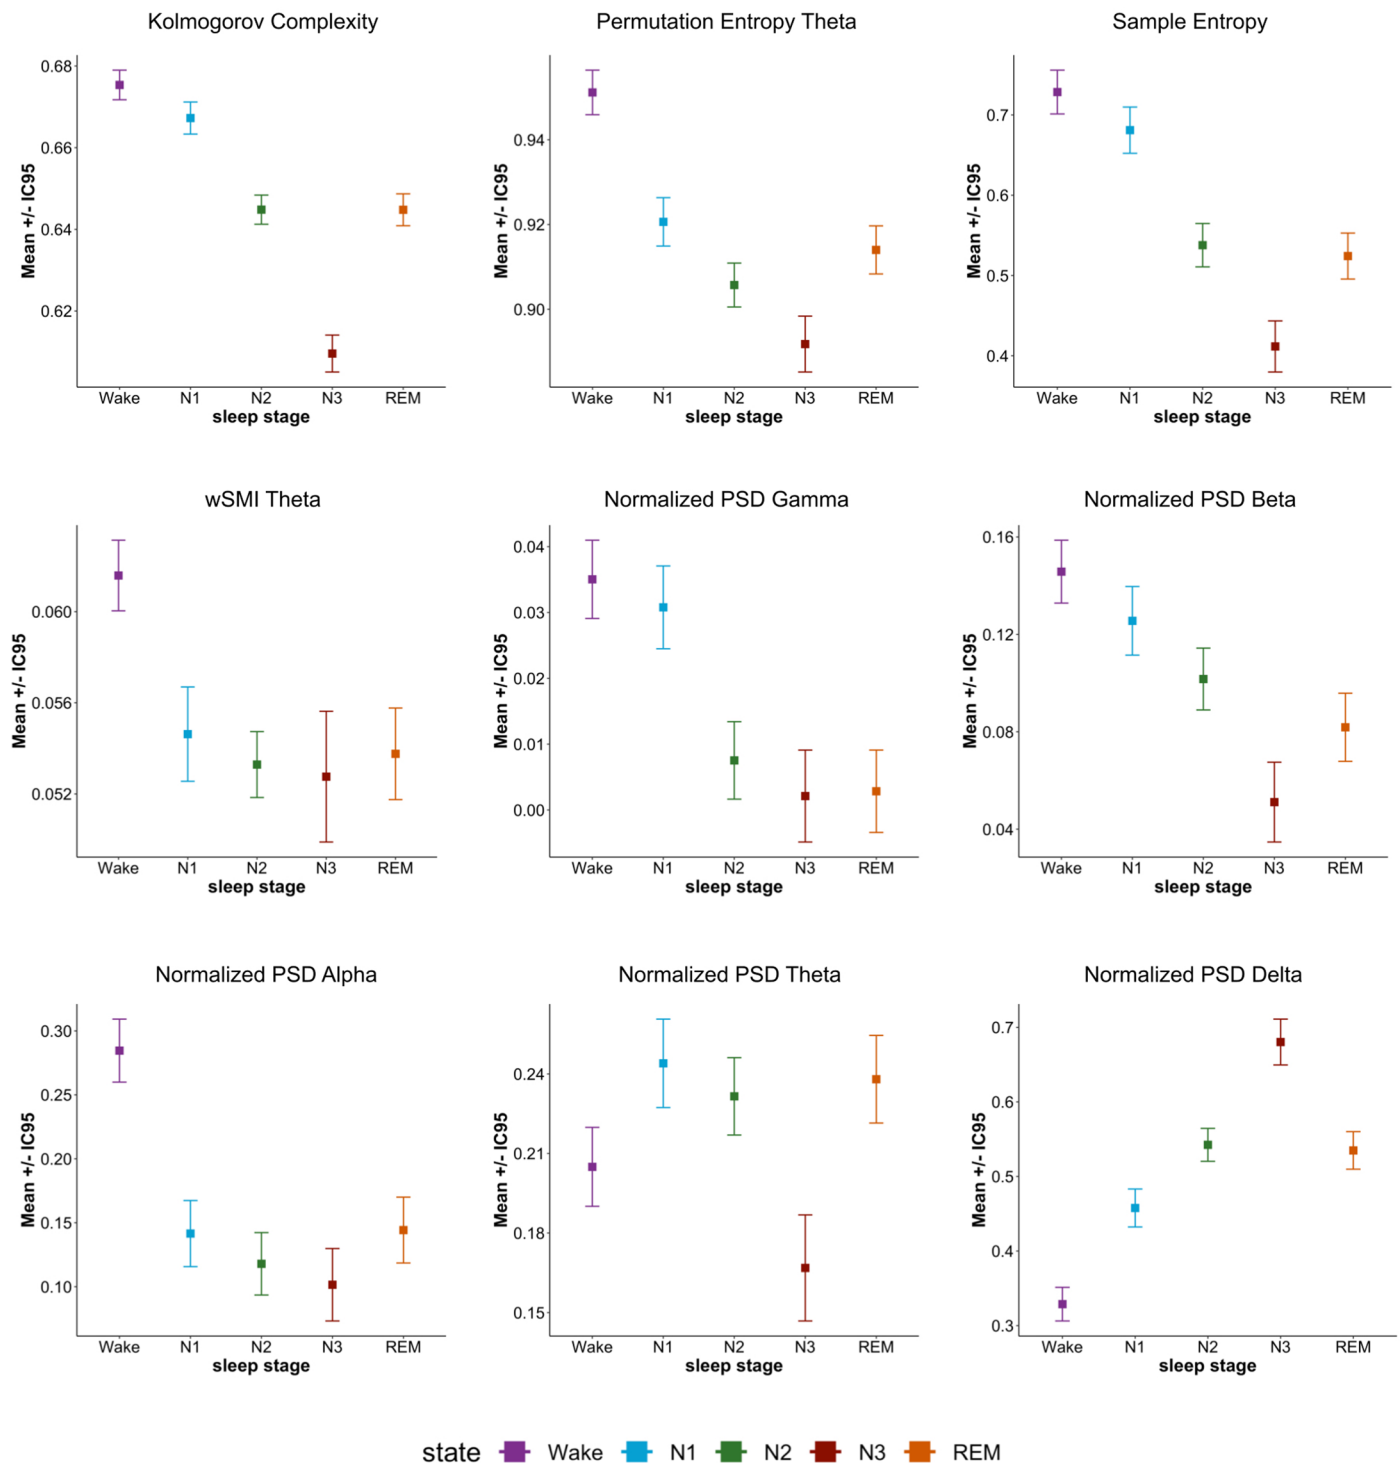 Kolmogorov Complexity
Permutation Entropy Theta
Sample Entropy
Mean +/- IC95
0.68
0.66
0.64
0.62
Wake N1 N2 N3 REM
sleep stage
Mean +/- IC95
0.94
0.92
0.90
Wake N1 N2 N3 REM
sleep stage
Mean +/- IC95
0.7
0.6
0.5
0.4
Wake N1 N2 N3 REM
sleep stage
wSMI Theta
Normalized PSD Gamma
Normalized PSD Beta
Mean +/- IC95
0.060
0.056
0.052
Wake N1 N2 N3 REM
sleep stage
Mean +/- IC95
0.04
0.03
0.02
0.01
0.00
Wake N1 N2 N3 REM
sleep stage
Mean +/- IC95
0.16
0.12
0.08
0.04
Wake N1 N2 N3 REM
sleep stage
Normalized PSD Alpha
Normalized PSD Theta
Normalized PSD Delta
Mean +/- IC95
0.30
0.25
0.20
0.15
0.10
Wake N1 N2 N3 REM
sleep stage
Mean +/- IC95
0.24
0.21
0.18
0.15
Wake N1 N2 N3 REM
sleep stage
Mean +/- IC95
0.7
0.6
0.5
0.4
0.3
Wake N1 N2 N3 REM
sleep stage
state Wake N1 N2 N3 REM